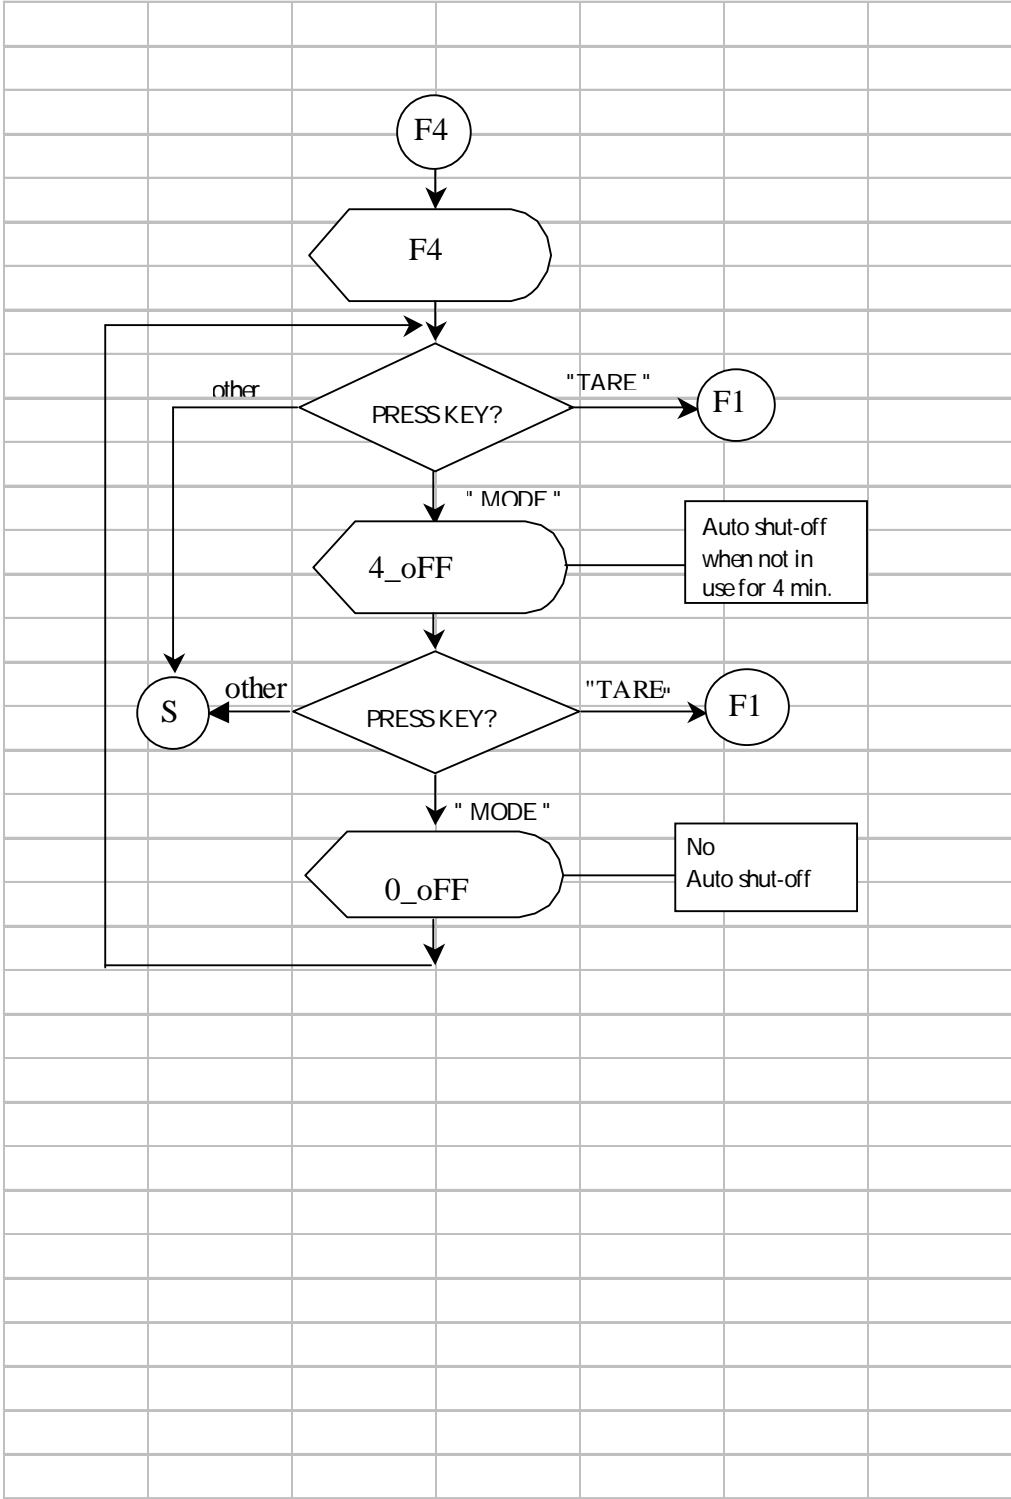 F4
F4
other
"TARE"
PRESS KEY?
F1
"MODE"
4_oFF
Auto shut-off
when not in
use for 4 min.
other
"TARE"
S
PRESS KEY?
F1
"MODE"
0_oFF
No
Auto shut-off